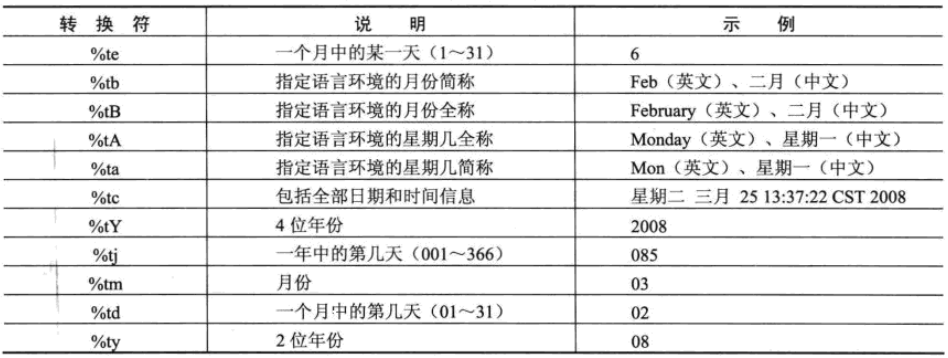 转 换 符 说 明 示 例
%te 一个月中的某一天（1～31） 6
%tb 指定语言环境的月份简称 Feb（英文）、二月（中文）
%tB 指定语言环境的月份全称 February（英文）、二月（中文）
%tA 指定语言环境的星期几全称 Monday（英文）、星期一（中文）
%ta 指定语言环境的星期几简称 Mon（英文）、星期一（中文）
%tc 包括全部日期和时间信息 星期二 三月 25 13:37:22 CST 2008
%tY 4 位年份 2008
%tj 一年中的第几天（001～366） 085
%tm 月份 03
%td 一个月中的第几天（01～31） 02
%ty 2 位年份 08